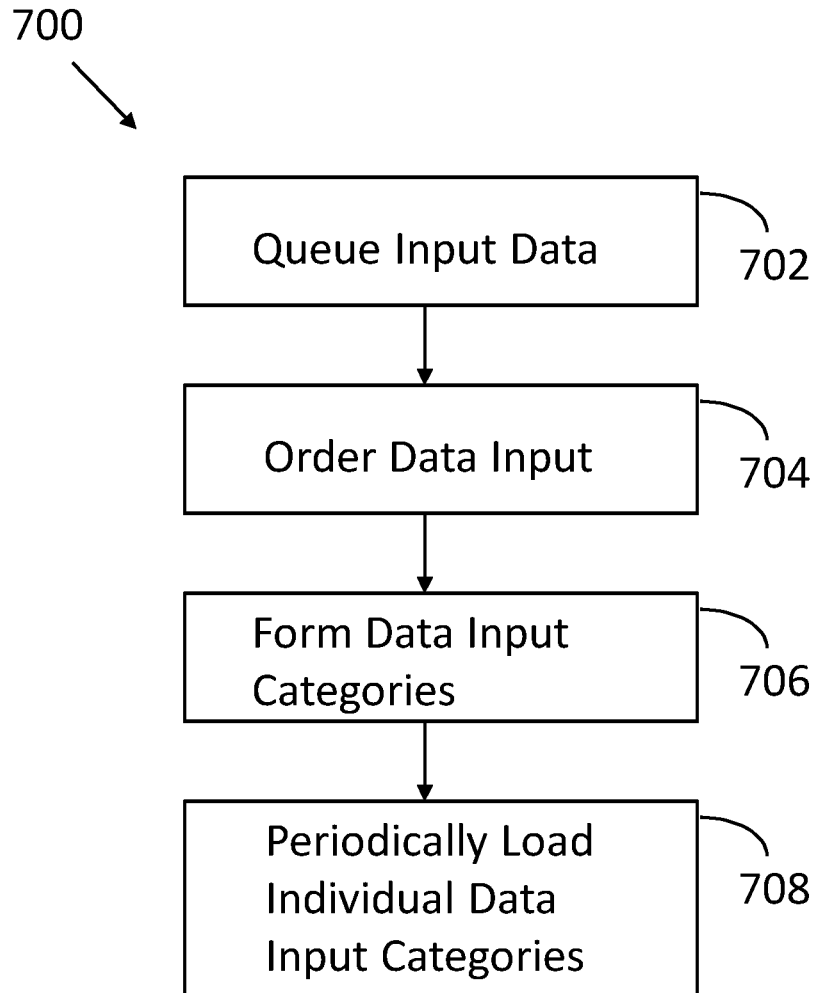 700
Queue Input Data
702
Order Data Input
704
Form Data Input
Categories
706
Periodically Load
Individual Data
Input Categories
708